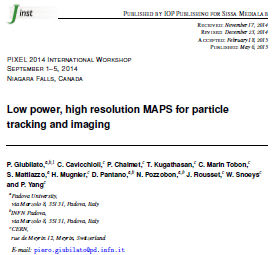 Jinst
PUBLISHED BY IOP PUBLISHING FOR SISSA MEDIALAB
RECEIVED: November 17, 2014
REVISED: December 23, 2014
ACCEPTED: February 18, 2015
PUBLISHED: May 6, 2015
PIXEL 2014 INTERNATIONAL WORKSHOP
SEPTEMBER 1–5, 2014
NIAGARA FALLS, CANADA
Low power, high resolution MAPS for particle
tracking and imaging
P. Giubilato,a,b,1 C. Cavicchioli,c P. Chalmet,c T. Kugathasan,c C. Marin Tobon,c
S. Mattiazzo,a H. Mugnier,c D. Pantano,a,b N. Pozzobon,a,b J. Rousset,c W. Snoeys c
and P. Yang c
a Padova University,
via Marzolo 8, 35131, Padova, Italy
b INFN Padova,
via Marzolo 8, 35131, Padova, Italy
c CERN,
rue de Meyrin 12, Meyrin, Switzerland
E-mail: piero.giubilato@pd.infn.it